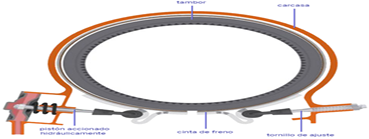 tambor
carcasa
pistón accionado
hidráulicamente
cinta de freno
tornillo de ajuste